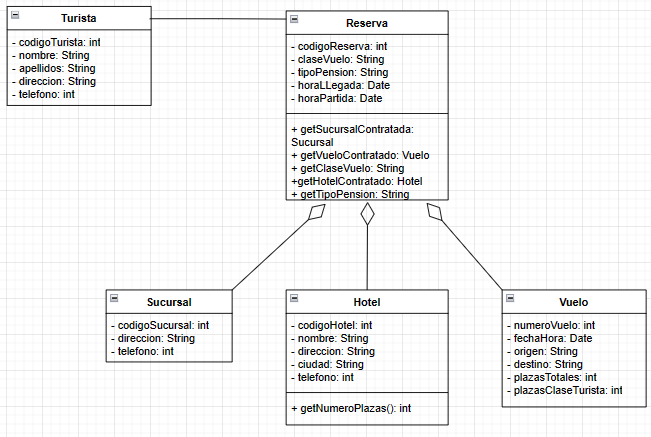 Turista
- codigoTurista: int
- nombre: String
- apellidos: String
- direccion: String
- telefono: int
Reserva
- codigoReserva: int
- claseVuelo: String
- tipoPension: String
- horaLLegada: Date
- horaPartida: Date
+ getSucursalContratada:
Sucursal
+ getVueloContratado: Vuelo
+ getClaseVuelo: String
+getHotelContratado: Hotel
+ getTipoPension: String
Sucursal
- codigoSucursal: int
- direccion: String
- telefono: int
Hotel
- codigoHotel: int
- nombre: String
- direccion: String
- ciudad: String
- telefono: int
+ getNumeroPlazas(): int
Vuelo
- numeroVuelo: int
- fechaHora: Date
- origen: String
- destino: String
- plazasTotales: int
- plazasClaseTurista: int